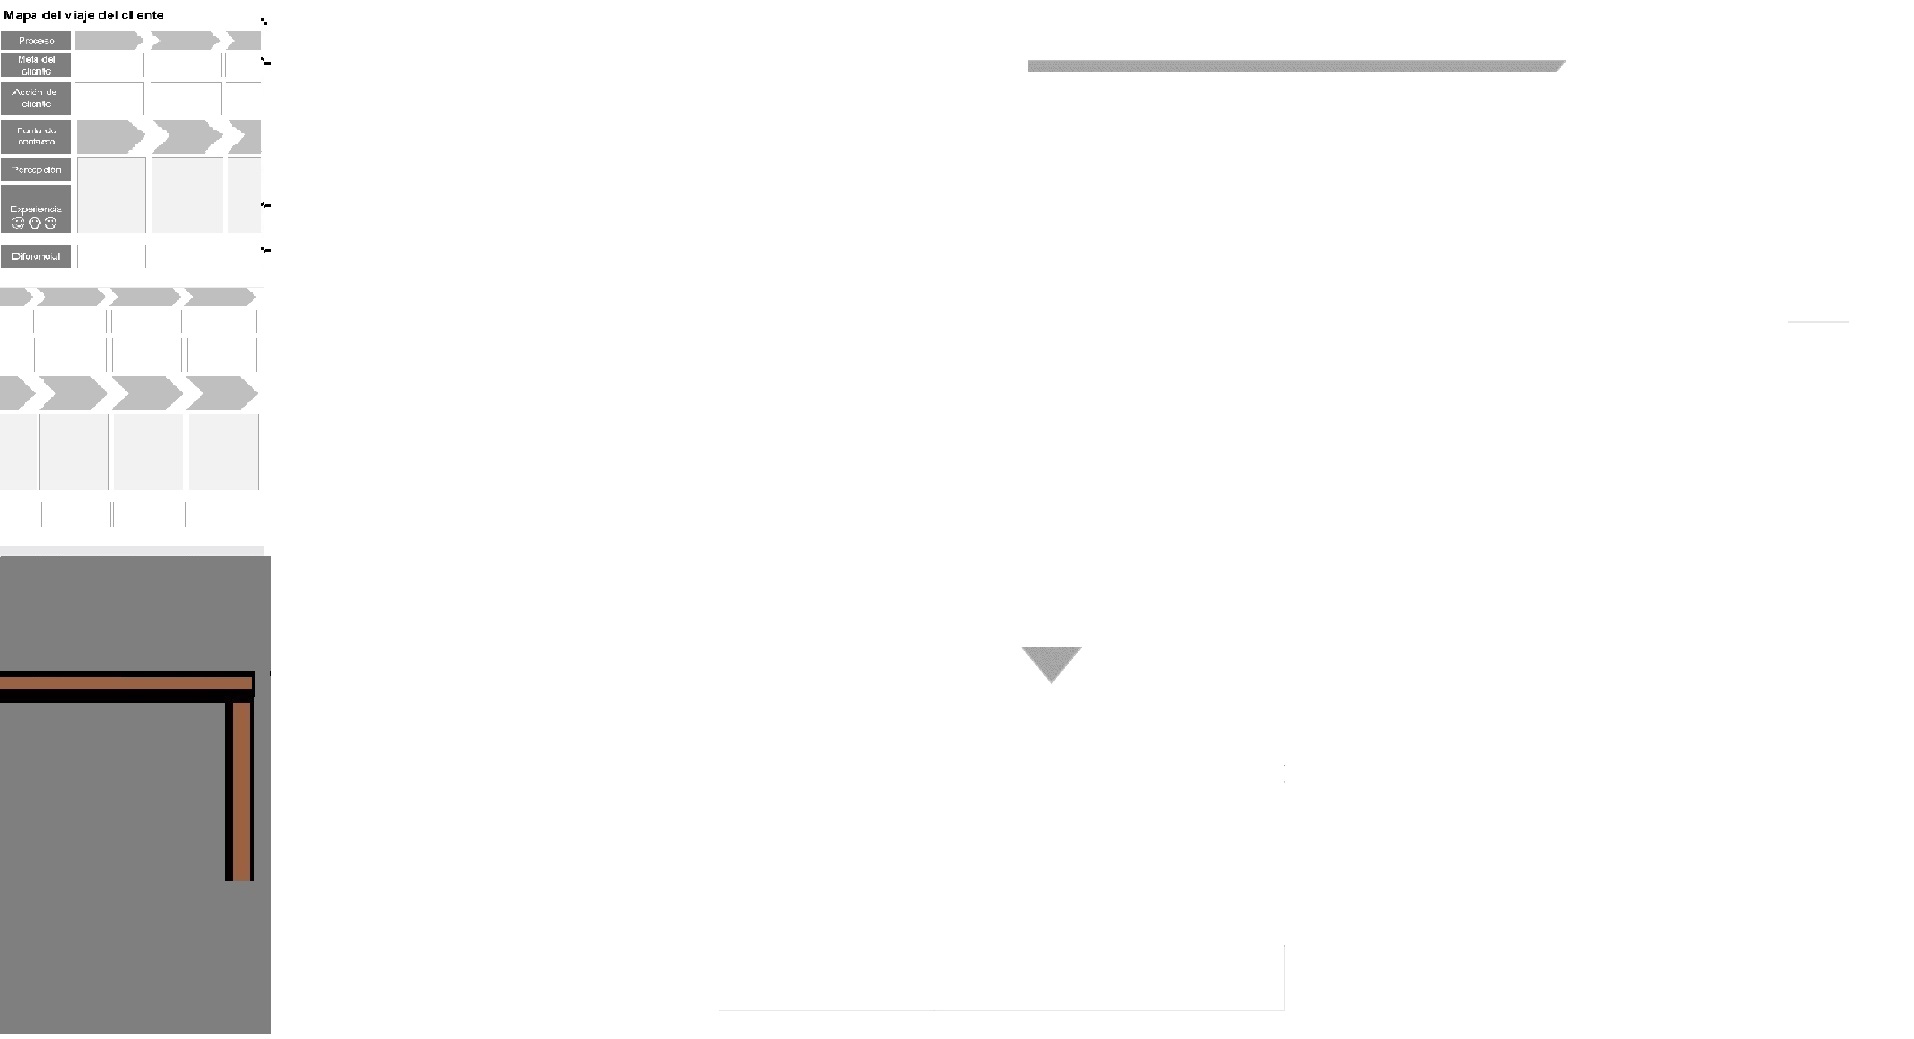 Mapa del viaje del cliente
Proceso
Meta del
cliente
Acción de
cliente
Punto de
contacto
Percepción
Experiencia
Diferencial